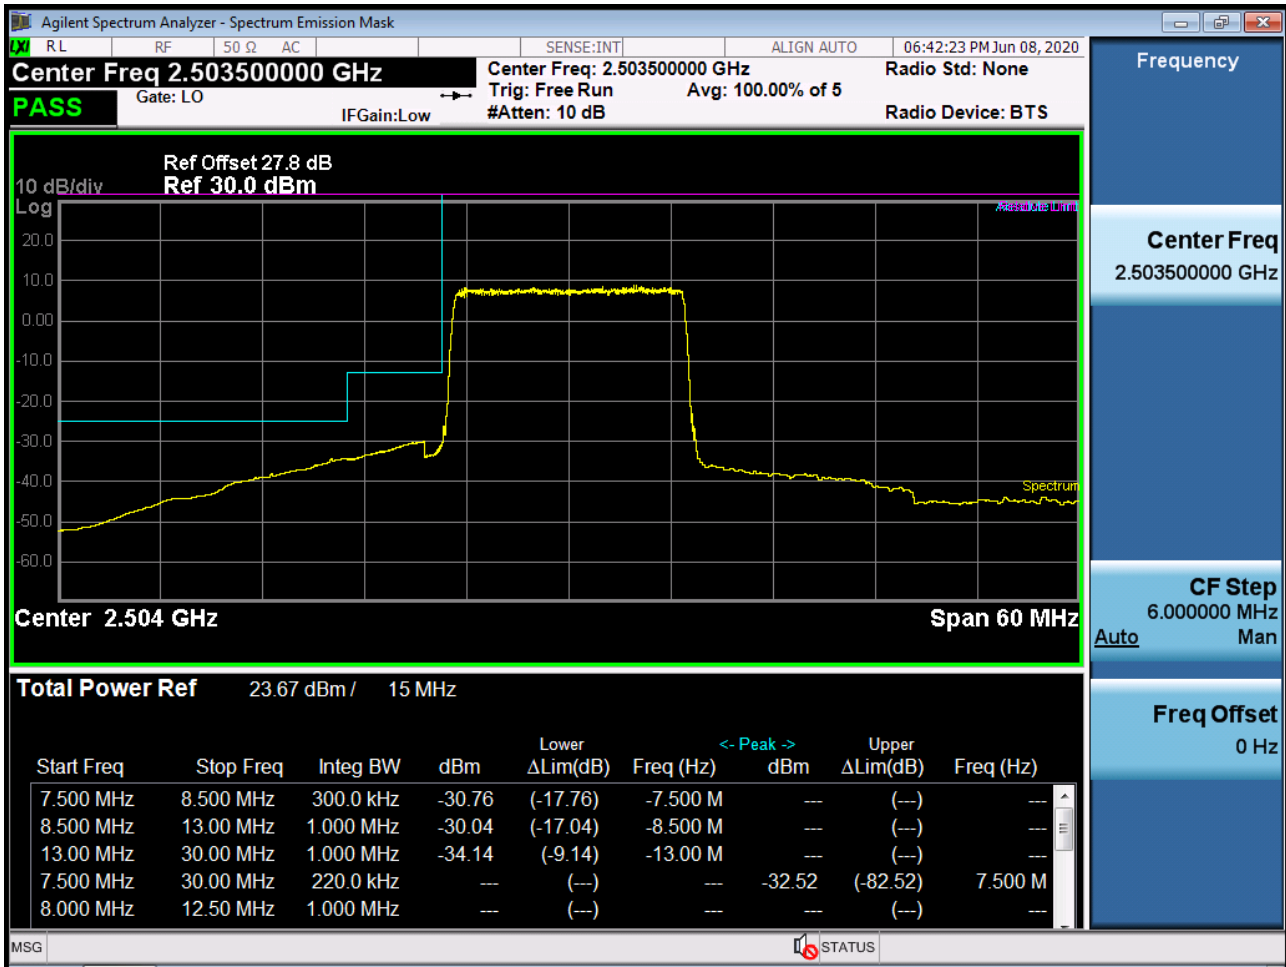 Agilent Spectrum Analyzer - Spectrum Emission Mask
LXI RL RF 50 Ω AC SENSE:INT ALIGN AUTO 06:42:23 PM Jun 08, 2020
Center Freq 2.503500000 GHz
PASS
Gate: LO
IFGain:Low
Center Freq: 2.503500000 GHz
Trig: Free Run Avg: 100.00% of 5
#Atten: 10 dB
Radio Std: None
Radio Device: BTS
Ref Offset 27.8 dB
10 dB/div Ref 30.0 dBm
Log
Absolute Limit
20.0
10.0
0.00
-10.0
-20.0
-30.0
-40.0
Spectrum
-50.0
-60.0
Center 2.504 GHz Span 60 MHz
Total Power Ref 23.67 dBm / 15 MHz
Lower <- Peak -> Upper
Start Freq Stop Freq Integ BW dBm ΔLim(dB) Freq (Hz) dBm ΔLim(dB) Freq (Hz)
7.500 MHz 8.500 MHz 300.0 kHz -30.76 (-17.76) -7.500 M --- (---) ---
8.500 MHz 13.00 MHz 1.000 MHz -30.04 (-17.04) -8.500 M --- (---) ---
13.00 MHz 30.00 MHz 1.000 MHz -34.14 (-9.14) -13.00 M --- (---) ---
7.500 MHz 30.00 MHz 220.0 kHz --- (---) --- -32.52 (-82.52) 7.500 M
8.000 MHz 12.50 MHz 1.000 MHz --- (---) --- --- (---) ---
MSG STATUS
Frequency
Center Freq
2.503500000 GHz
CF Step
6.000000 MHz
Auto Man
Freq Offset
0 Hz